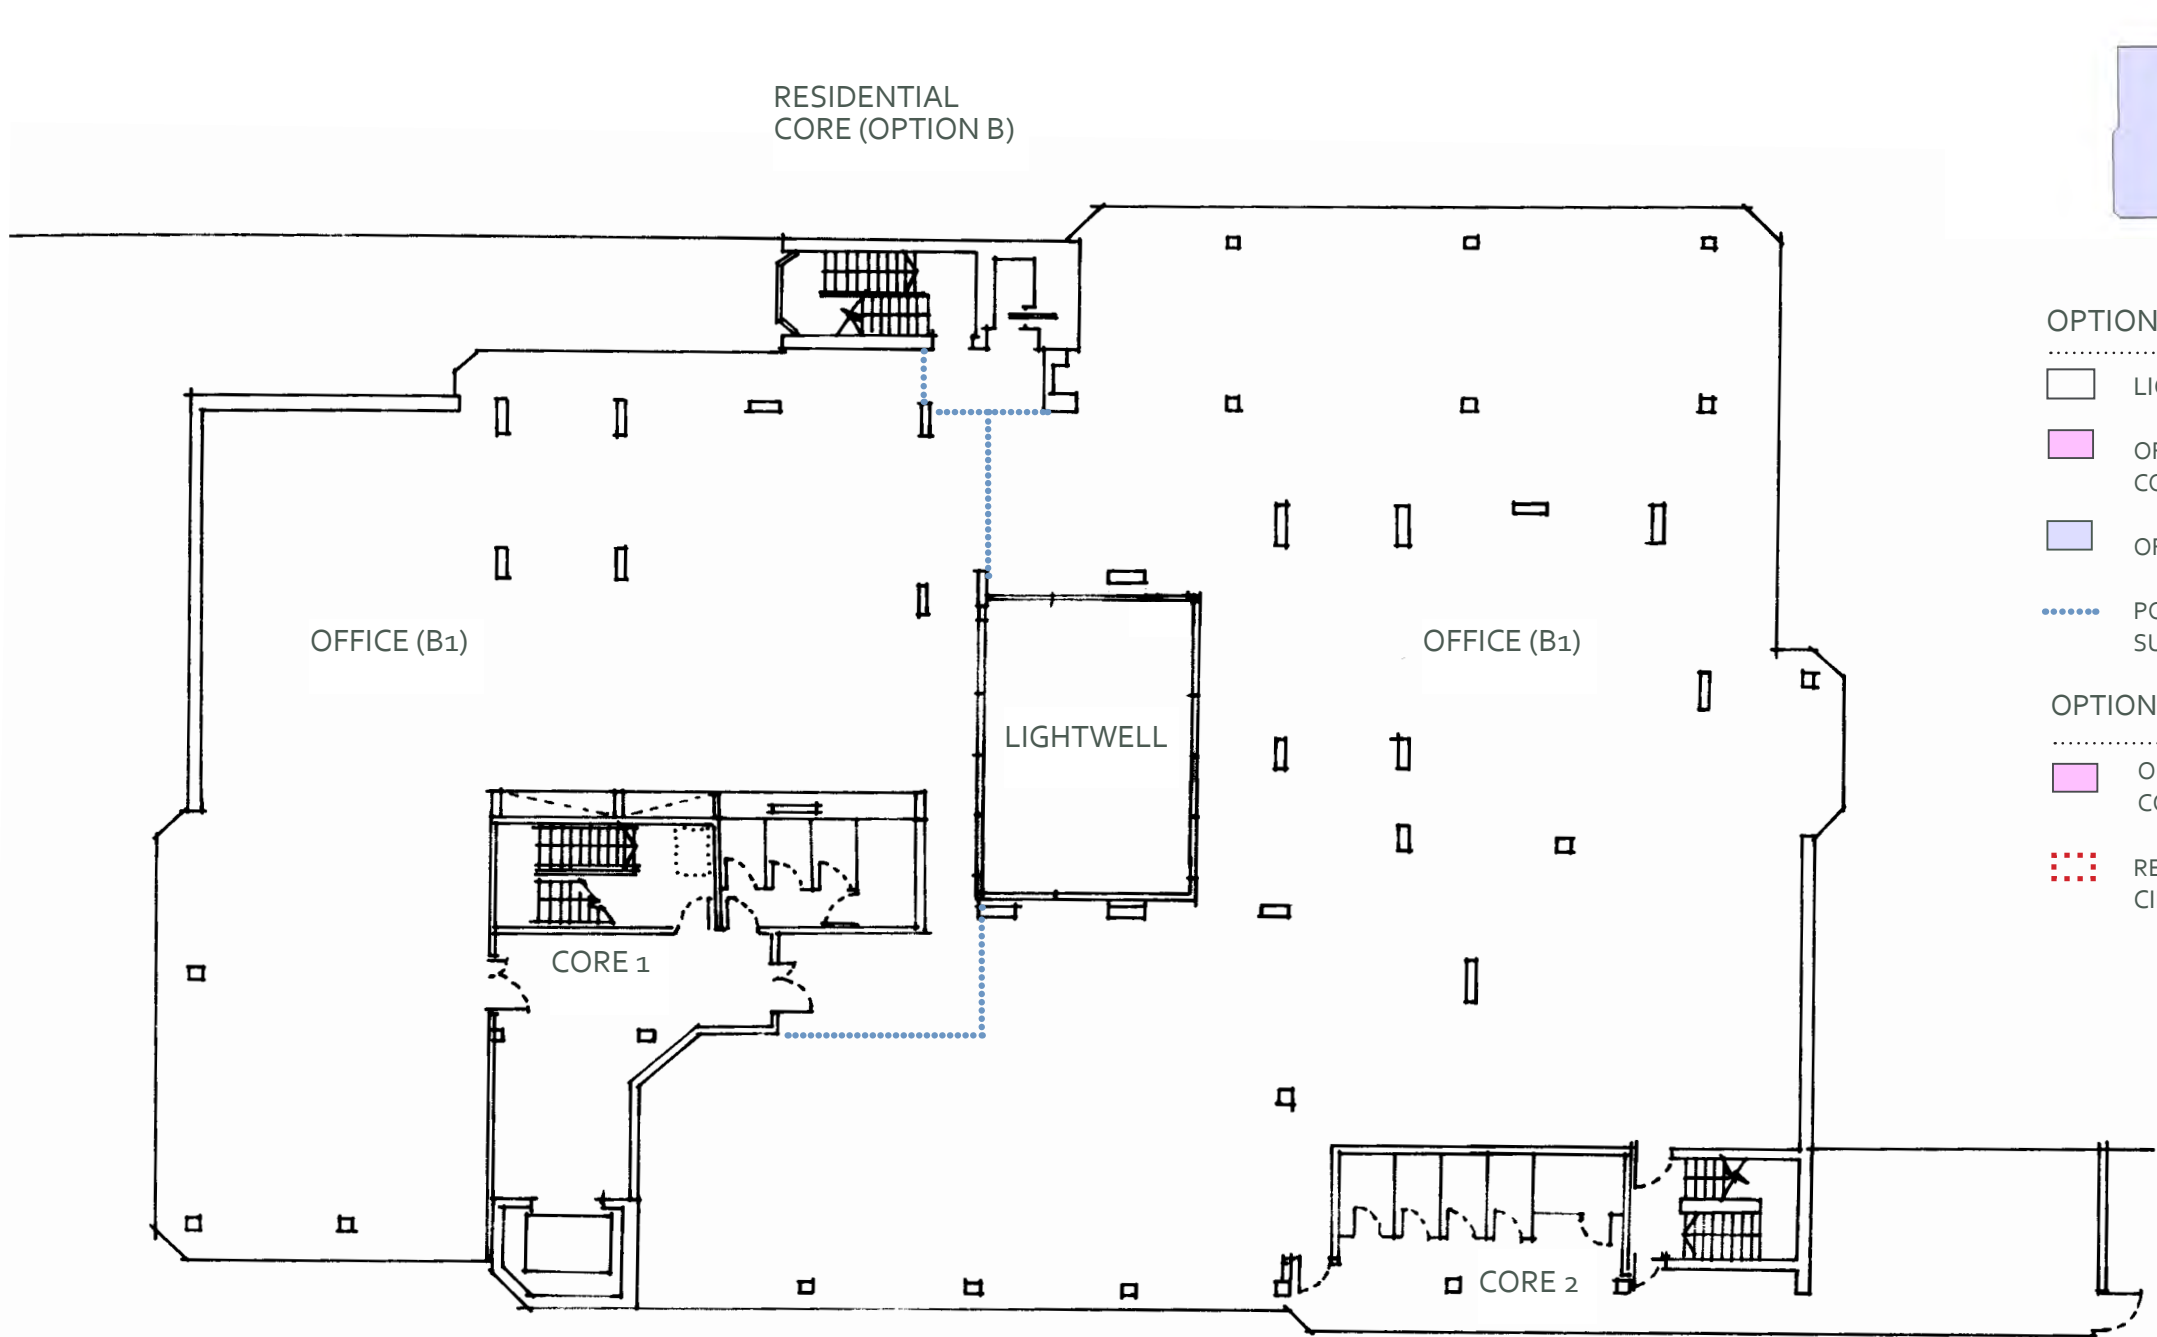 RESIDENTIAL
CORE (OPTION B)
OFFICE (B1)
LIGHTWELL
OFFICE (B1)
CORE 1
CORE 2
OPTION
OPTION